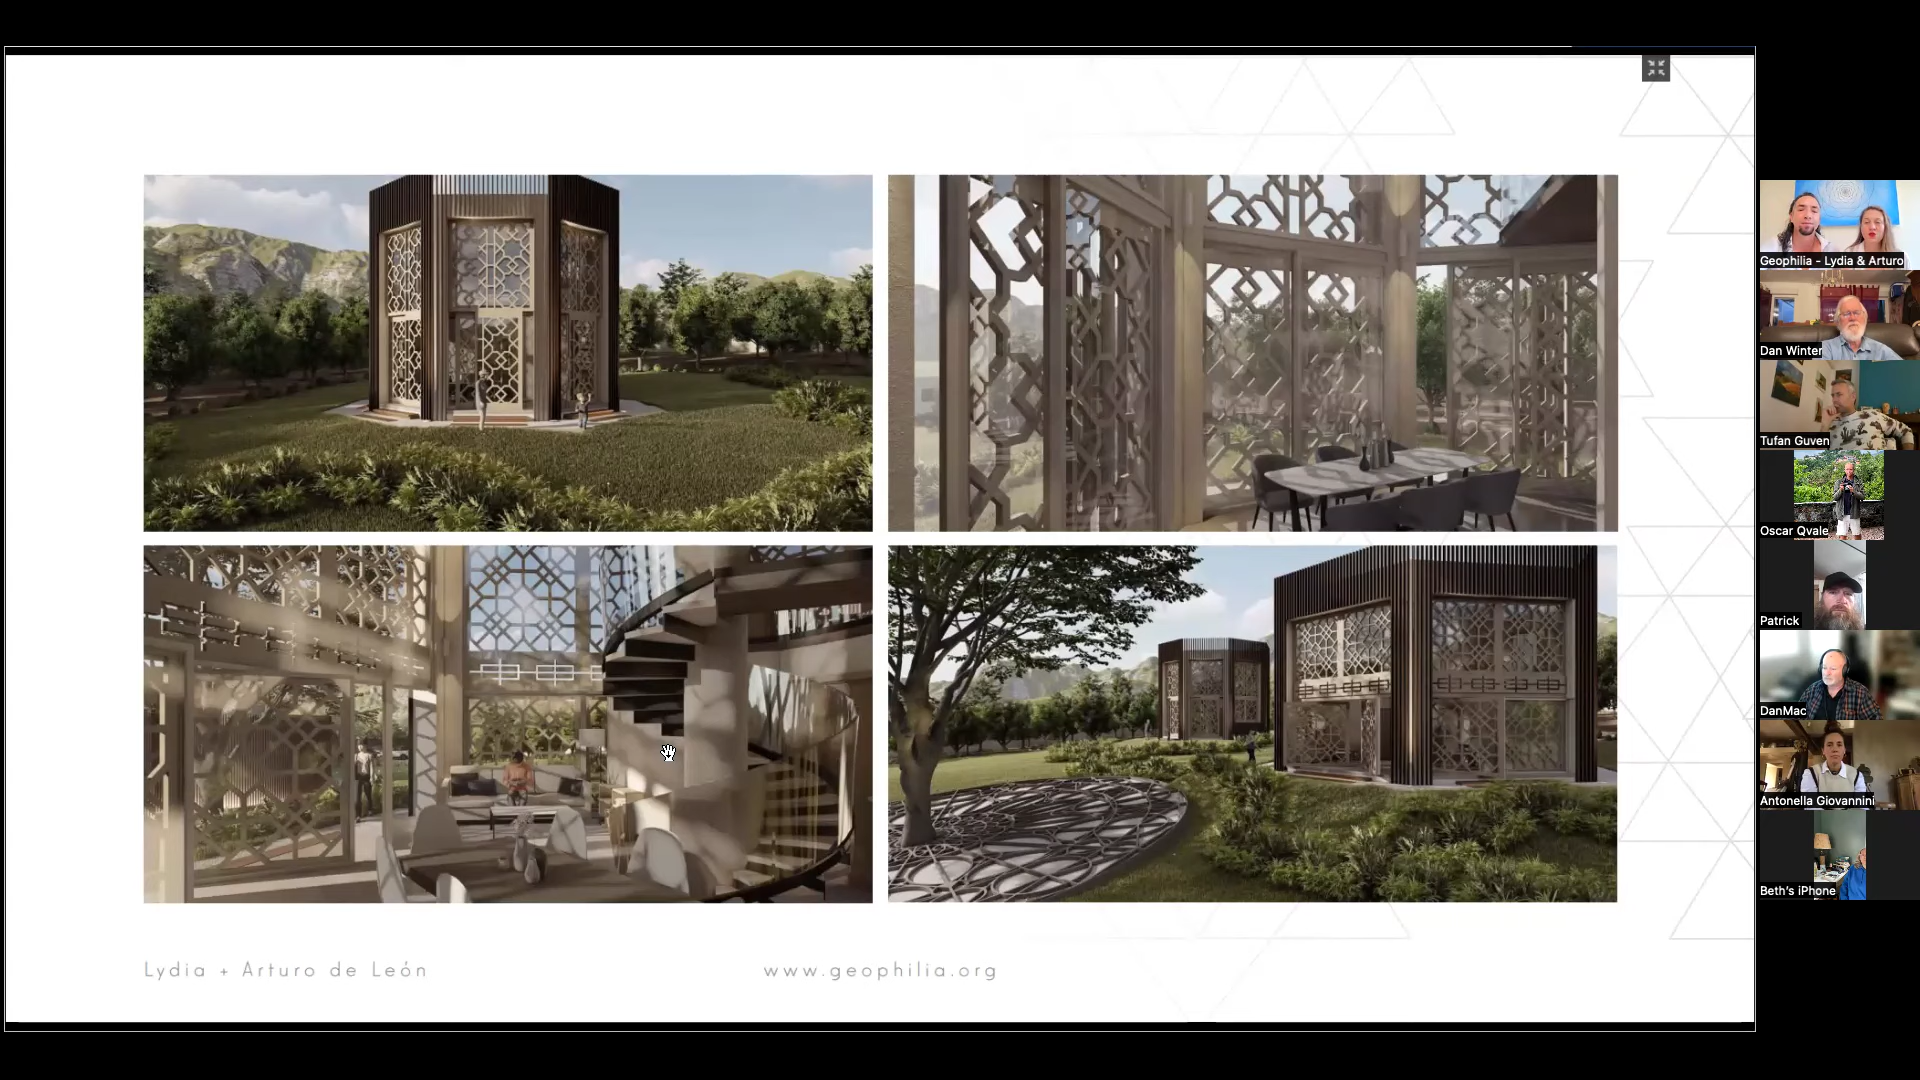 Lydia + Arturo de León
www.geophilia.org
Geophilia - Lydia & Arturo
Dan Winter
Tufan Guven
Oscar Qvale
Patrick
DanMac
Antonella Giovannini
Beth's iPhone